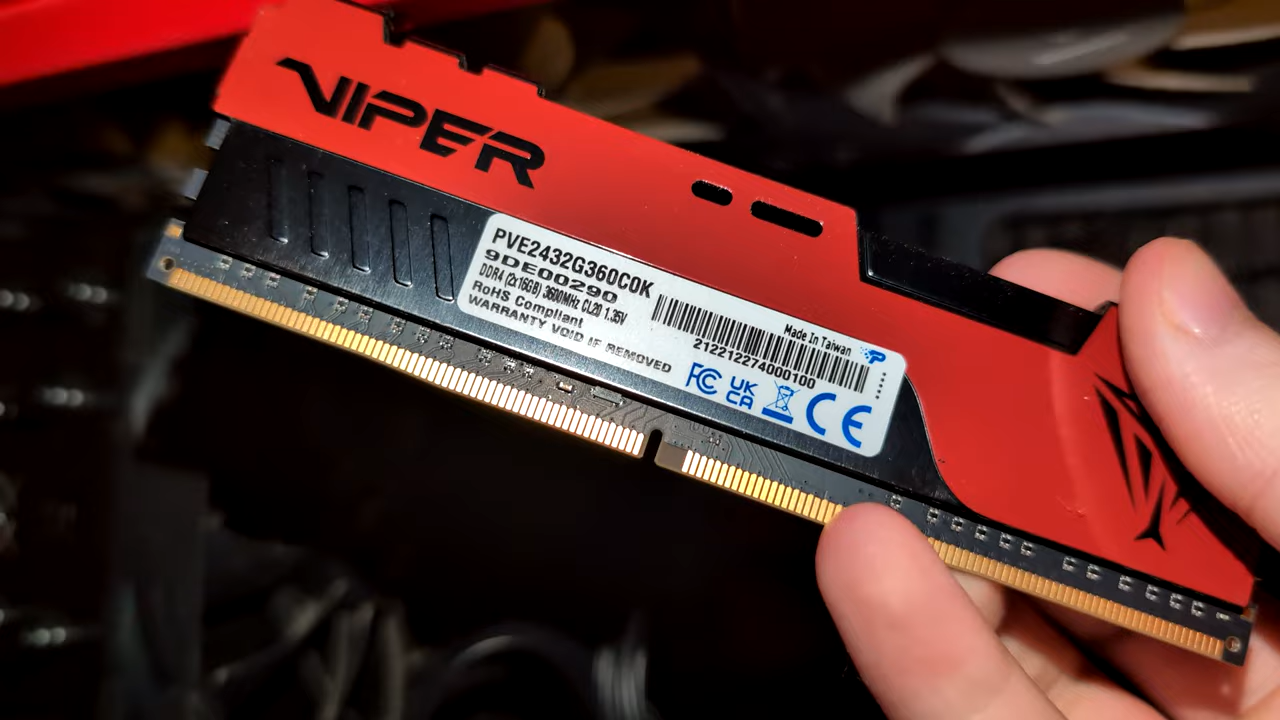 VIPER
PVE2432G360C0K
9DE00290
DDR4 (2x16GB) 3600MHz CL20 1.35V
RoHS Compliant
WARRANTY VOID IF REMOVED
Made In Taiwan
212212274000100
FC
UK
CA
CE